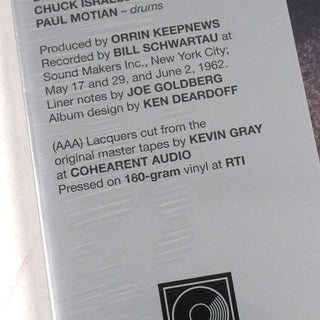 CHUCK ISRAELS
PAUL MOTIAN – drums
Produced by ORRIN KEEPNEWS
Recorded by BILL SCHWARTAU at
Sound Makers Inc., New York City;
May 17 and 29, and June 2, 1962.
Liner notes by JOE GOLDBERG
Album design by KEN DEARDOFF
(AAA) Lacquers cut from the
original master tapes by KEVIN GRAY
at COHEARENT AUDIO
Pressed on 180-gram vinyl at RTI